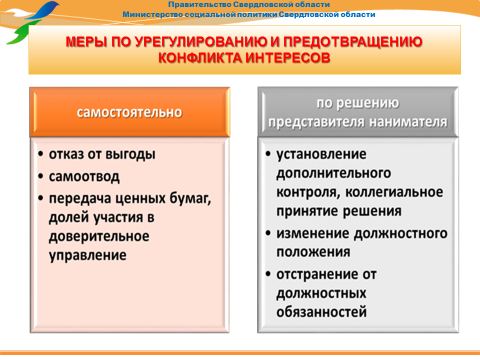 Правительство Свердловской области
Министерство социальной политики Свердловской области
МЕРЫ ПО УРЕГУЛИРОВАНИЮ И ПРЕДОТВРАЩЕНИЮ
КОНФЛИКТА ИНТЕРЕСОВ
самостоятельно
• отказ от выгоды
• самоотвод
• передача ценных бумаг,
долей участия в
доверительное
управление
по решению
представителя нанимателя
• установление
дополнительного
контроля, коллегиальное
принятие решения
• изменение должностного
положения
• отстранение от
должностных
обязанностей